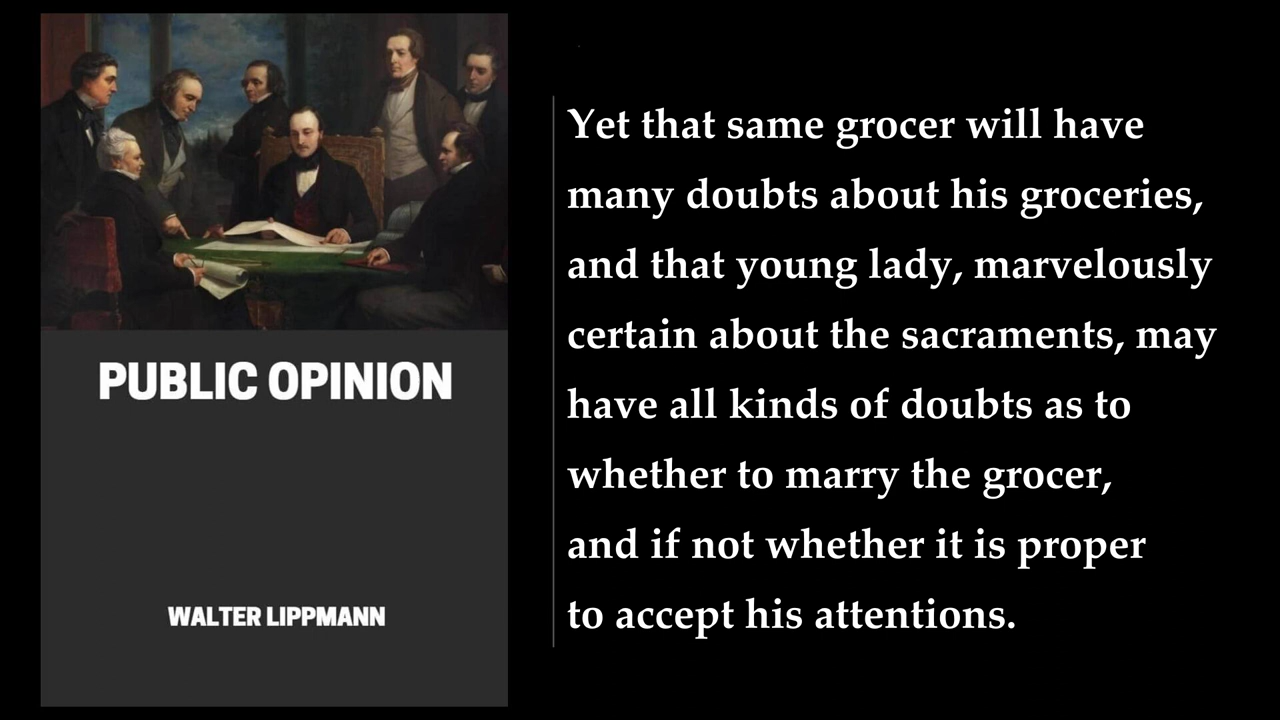 PUBLIC OPINION
WALTER LIPPMANN
Yet that same grocer will have
many doubts about his groceries,
and that young lady, marvelously
certain about the sacraments, may
have all kinds of doubts as to
whether to marry the grocer,
and if not whether it is proper
to accept his attentions.